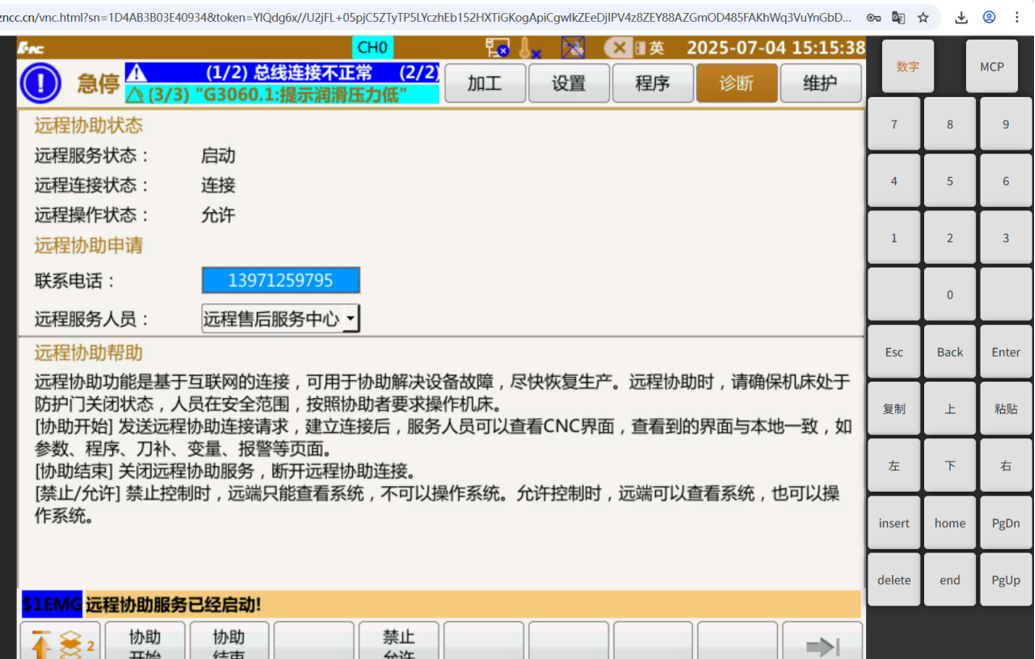 zncc.cn/vnc.html?sn=1D4AB3B03E40934&token=YIQdg6x//U2jFL+05pjC5ZTyTP5LYczhEb152HXTiGKogApiCgwlkZEeDjIPV4z8ZEY88AZGmOD485FAKhWq3VuYnGbD...
CH0
英
2025-07-04 15:15:38
急停
(1/2) 总线连接不正常 (2/2)
(3/3) "G3060.1:提示润滑压力低"
加工
设置
程序
诊断
维护
远程协助状态
远程服务状态： 启动
远程连接状态： 连接
远程操作状态： 允许
远程协助申请
联系电话： 13971259795
远程服务人员： 远程售后服务中心
远程协助帮助
远程协助功能是基于互联网的连接，可用于协助解决设备故障，尽快恢复生产。远程协助时，请确保机床处于
防护门关闭状态，人员在安全范围，按照协助者要求操作机床。
[协助开始] 发送远程协助连接请求，建立连接后，服务人员可以查看CNC界面，查看到的界面与本地一致，如
参数、程序、刀补、变量、报警等页面。
[协助结束] 关闭远程协助服务，断开远程协助连接。
[禁止/允许] 禁止控制时，远端只能查看系统，不可以操作系统。允许控制时，远端可以查看系统，也可以操
作系统。
$1EMG 远程协助服务已经启动!
2
协助
开始
协助
结束
禁止
允许
数字 MCP
7 8 9
4 5 6
1 2 3
0
Esc Back Enter
复制 上 粘贴
左 下 右
insert home PgDn
delete end PgUp